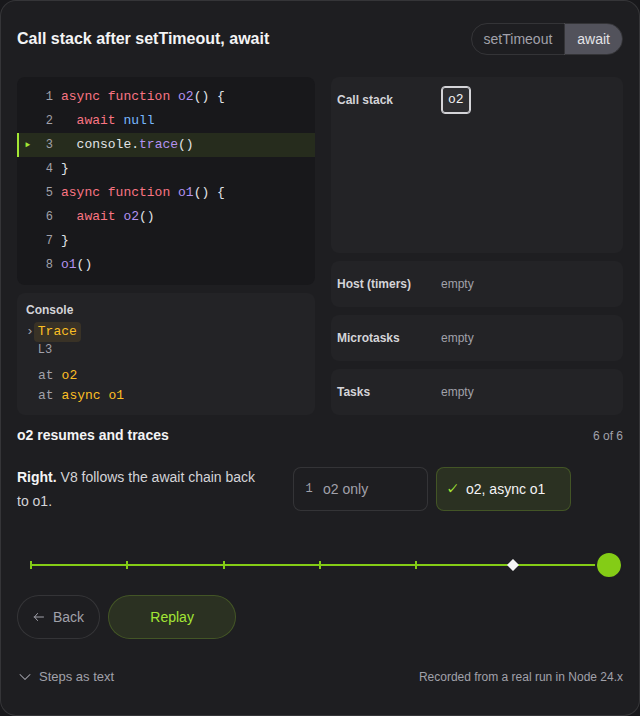 Call stack after setTimeout, await
setTimeout await
1 async function o2() {
2   await null
3   console.trace()
4 }
5 async function o1() {
6   await o2()
7 }
8 o1()
Call stack o2
Host (timers) empty
Microtasks empty
Tasks empty
Console
› Trace
L3
at o2
at async o1
o2 resumes and traces
6 of 6
Right. V8 follows the await chain back
to o1.
1 o2 only
✓ o2, async o1
← Back
Replay
Steps as text
Recorded from a real run in Node 24.x